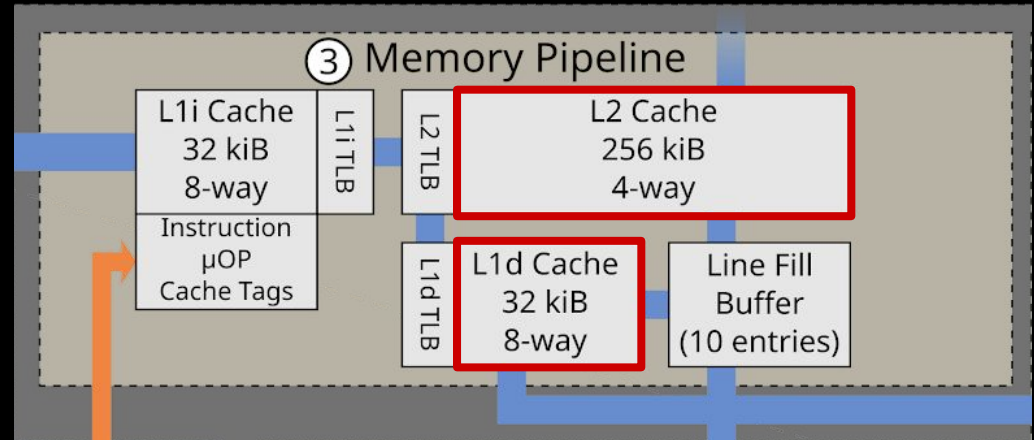 3 Memory Pipeline
L1i Cache
32 kiB
8-way
L1i TLB
L2 TLB
L2 Cache
256 kiB
4-way
Instruction
µOP
Cache Tags
L1d TLB
L1d Cache
32 kiB
8-way
Line Fill
Buffer
(10 entries)